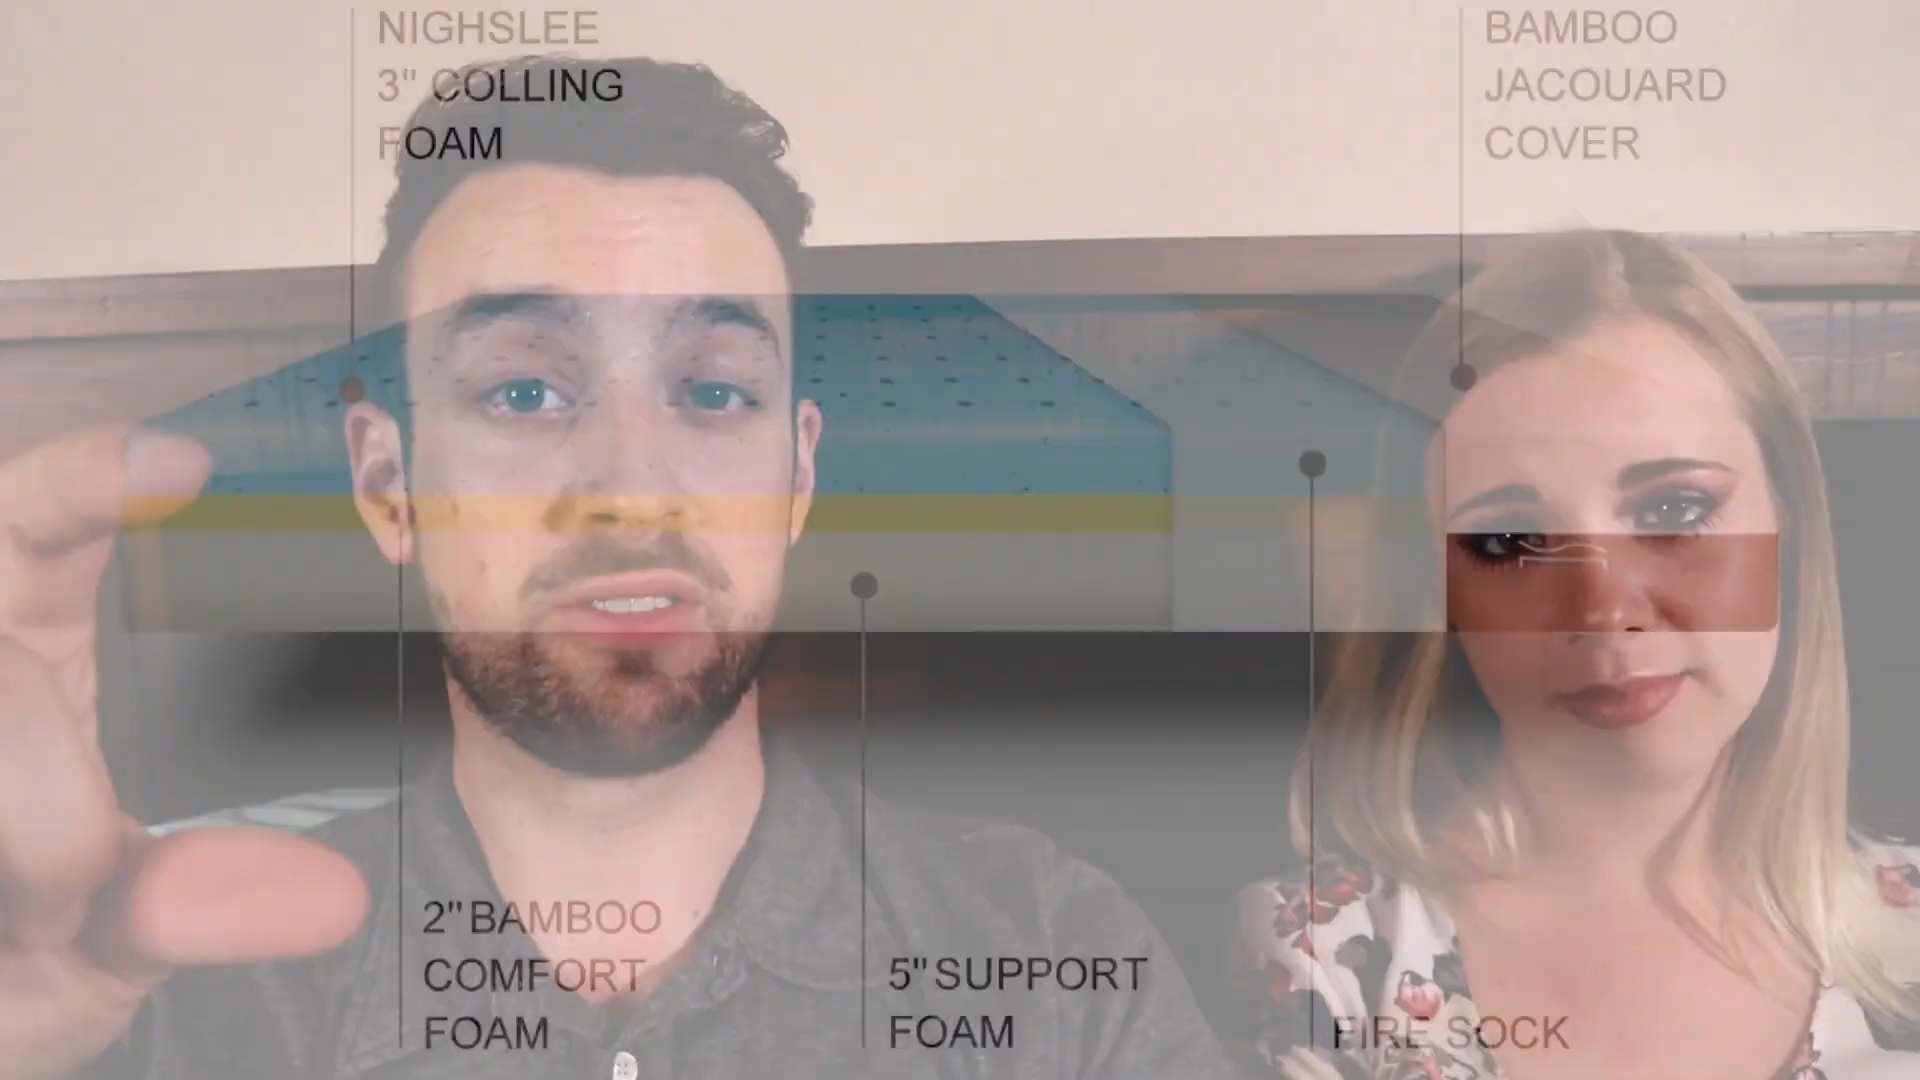 NIGHSLEE
3" COLLING
FOAM
BAMBOO
JACOUARD
COVER
2"BAMBOO
COMFORT
FOAM
5"SUPPORT
FOAM
FIRE SOCK